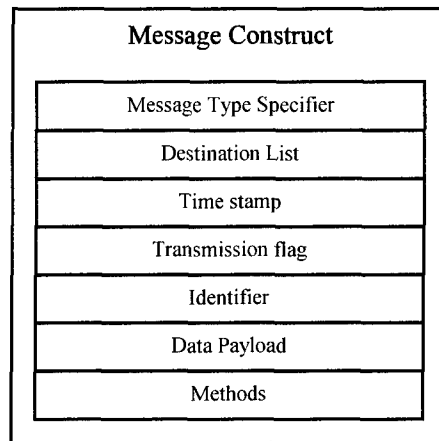 Message Construct
Message Type Specifier
Destination List
Time stamp
Transmission flag
Identifier
Data Payload
Methods